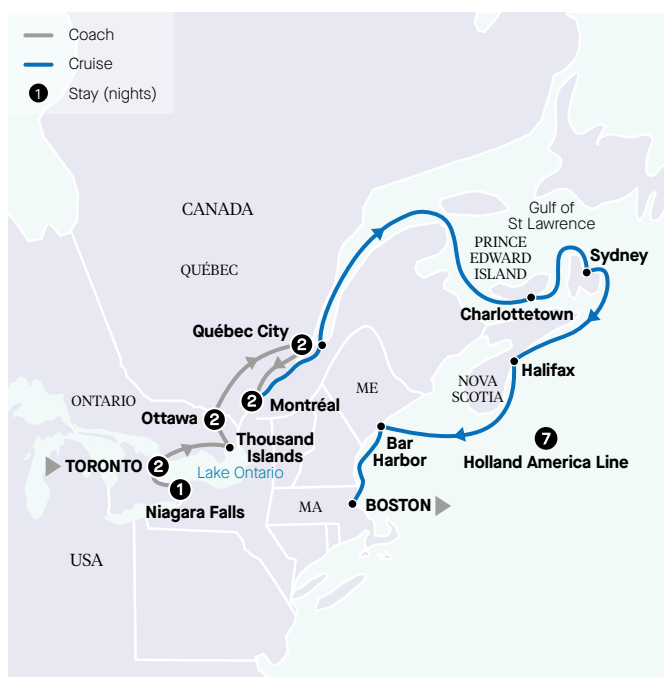 Coach
Cruise
1 Stay (nights)
CANADA
Gulf of
St Lawrence
PRINCE
EDWARD
ISLAND
Sydney
QUÉBEC
Charlottetown
Québec City 2
Halifax
ME
NOVA
SCOTIA
ONTARIO
2 Montréal
Ottawa 2
Thousand
Islands
Bar
Harbor
7
Holland America Line
TORONTO 2
Lake Ontario
1
Niagara Falls
MA
BOSTON
USA